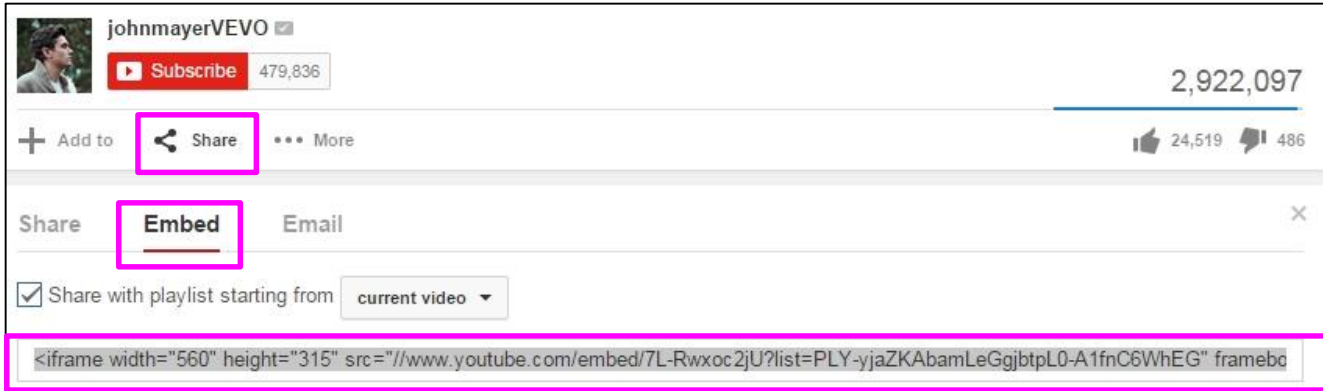 johnmayerVEVO
Subscribe 479,836
2,922,097
Add to Share More 24,519 486
Share Embed Email
Share with playlist starting from current video
<iframe width="560" height="315" src="//www.youtube.com/embed/7L-Rwxoc2jU?list=PLY-yjaZKAbamLeGgjbtpL0-A1fnC6WhEG" framebo